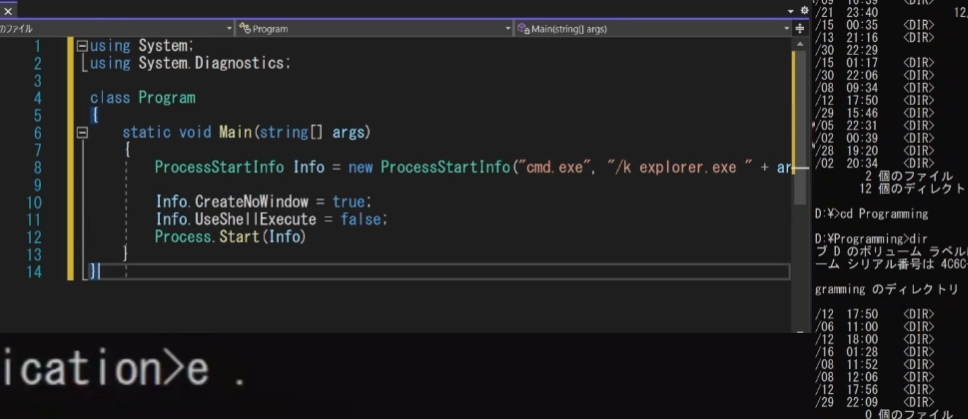 のファイル
Program
Main(string[] args)
1 using System;
2 using System.Diagnostics;
3
4 class Program
5 {
6 static void Main(string[] args)
7 {
8 ProcessStartInfo Info = new ProcessStartInfo("cmd.exe", "/k explorer.exe " + ar
9
10 Info.CreateNoWindow = true;
11 Info.UseShellExecute = false;
12 Process.Start(Info)
13 }
14 }
ication>e .
/21 23:40 12,
/15 00:35 <DIR>
/13 21:16 <DIR>
/30 22:29
/15 01:17 <DIR>
/30 22:06 <DIR>
/08 09:34 <DIR>
/12 17:50 <DIR>
/29 15:46 <DIR>
/05 22:31 <DIR>
/02 00:39 <DIR>
/28 19:20 <DIR>
/02 20:34 <DIR>
2 個のファイル
12 個のディレクト
D:¥>cd Programming
D:¥Programming>dir
ブ D のボリューム ラベル
ーム シリアル番号は 4C6C-
gramming のディレクトリ
/12 17:50 <DIR>
/06 11:00 <DIR>
/12 18:00 <DIR>
/16 01:28 <DIR>
/08 11:52 <DIR>
/08 12:06 <DIR>
/12 17:56 <DIR>
/29 22:09 <DIR>
0 個のファイル